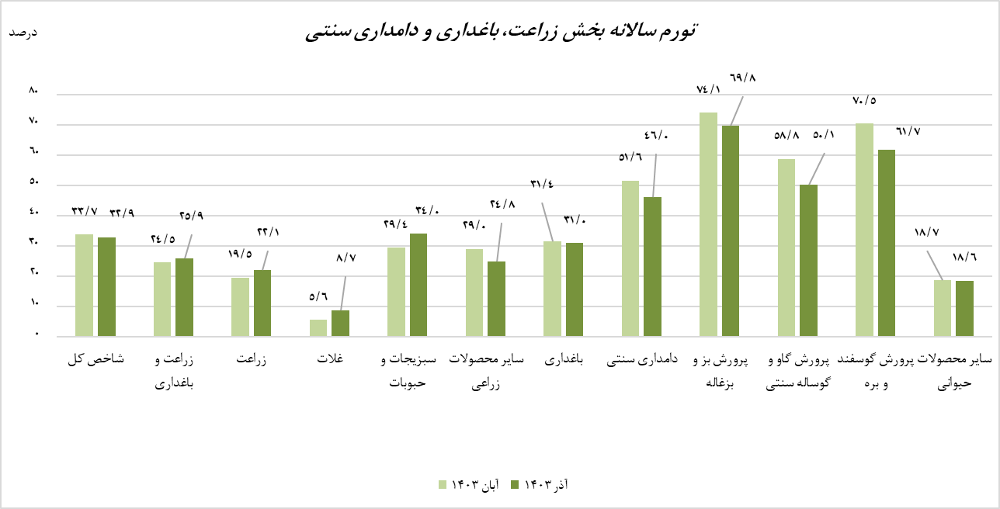 تورم سالانه بخش زراعت، باغداری و دامداری سنتی
درصد
۸۰
۷۰
۶۰
۵۰
۴۰
۳۰
۲۰
۱۰
۰
۳۳/۷
۳۲/۹
۲۴/۵
۲۵/۹
۱۹/۵
۲۲/۱
۵/۶
۸/۷
۲۹/۴
۳۴/۰
۲۹/۰
۲۴/۸
۳۱/۴
۳۱/۰
۵۱/۶
۴۶/۰
۷۴/۱
۶۹/۸
۵۸/۸
۵۰/۱
۷۰/۵
۶۱/۷
۱۸/۷
۱۸/۶
شاخص کل
زراعت و
باغداری
زراعت
غلات
سبزیجات و
حبوبات
سایر محصولات
زراعی
باغداری
دامداری سنتی
پرورش بز و
بزغاله
پرورش گاو و
گوساله سنتی
پرورش گوسفند
و بره
سایر محصولات
حیوانی
آبان ۱۴۰۳
آذر ۱۴۰۳